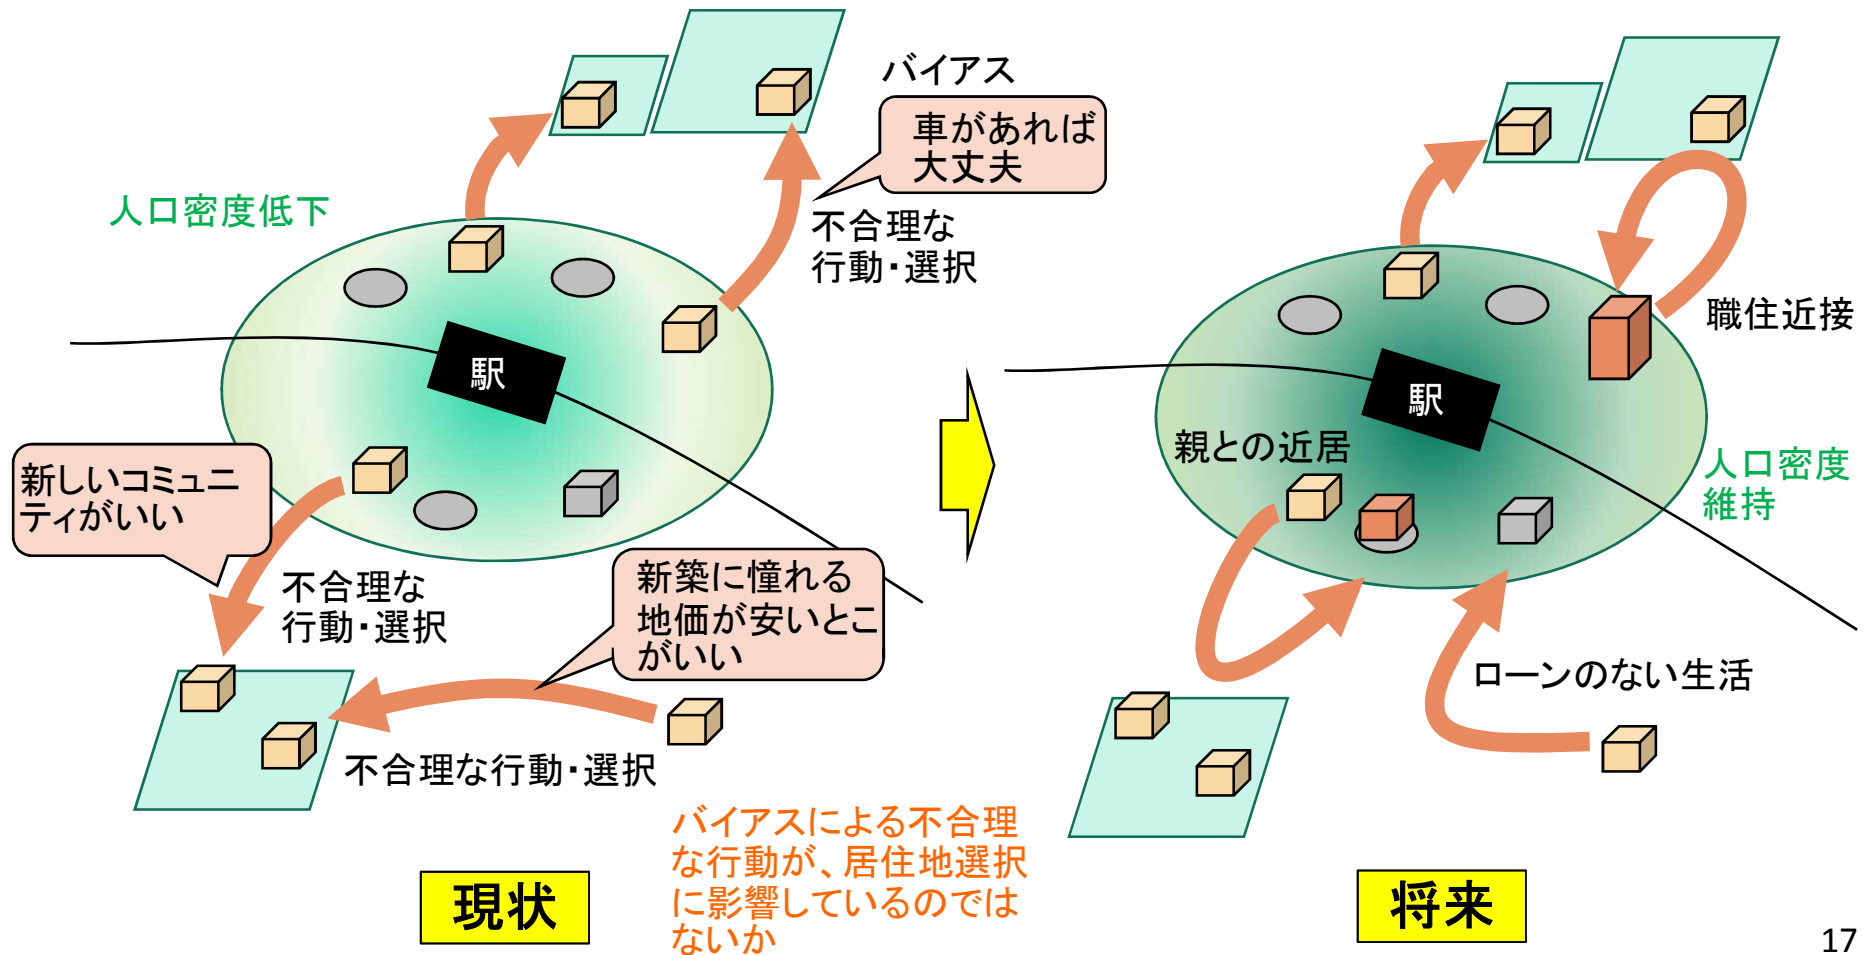 バイアス
車があれば
大丈夫
人口密度低下
不合理な
行動・選択
駅
新しいコミュニ
ティがいい
不合理な
行動・選択
新築に憧れる
地価が安いとこ
がいい
不合理な行動・選択
バイアスによる不合理
な行動が、居住地選択
に影響しているのでは
ないか
現状
職住近接
駅
親との近居
人口密度
維持
ローンのない生活
将来
17